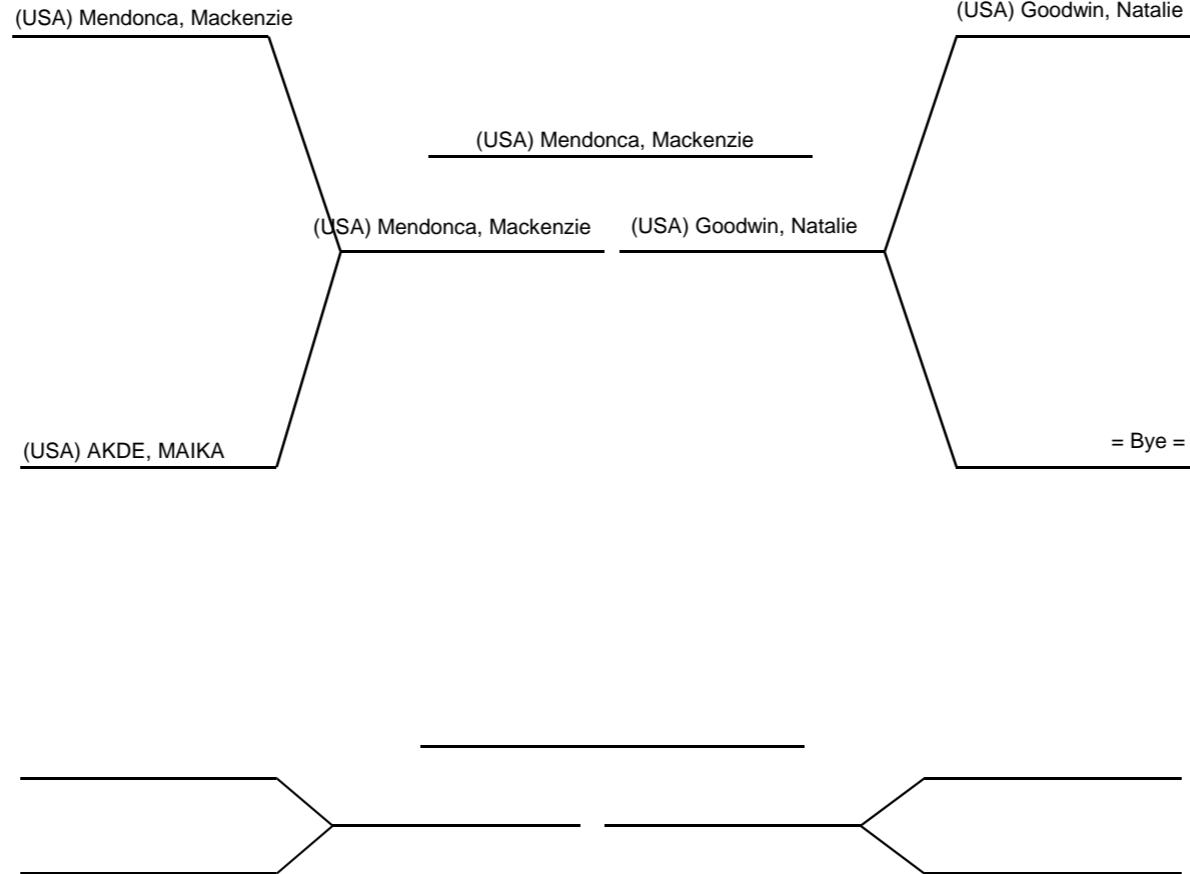 (USA) Mendonca, Mackenzie
(USA) Goodwin, Natalie
(USA) Mendonca, Mackenzie
(USA) Mendonca, Mackenzie
(USA) Goodwin, Natalie
(USA) AKDE, MAIKA
= Bye =